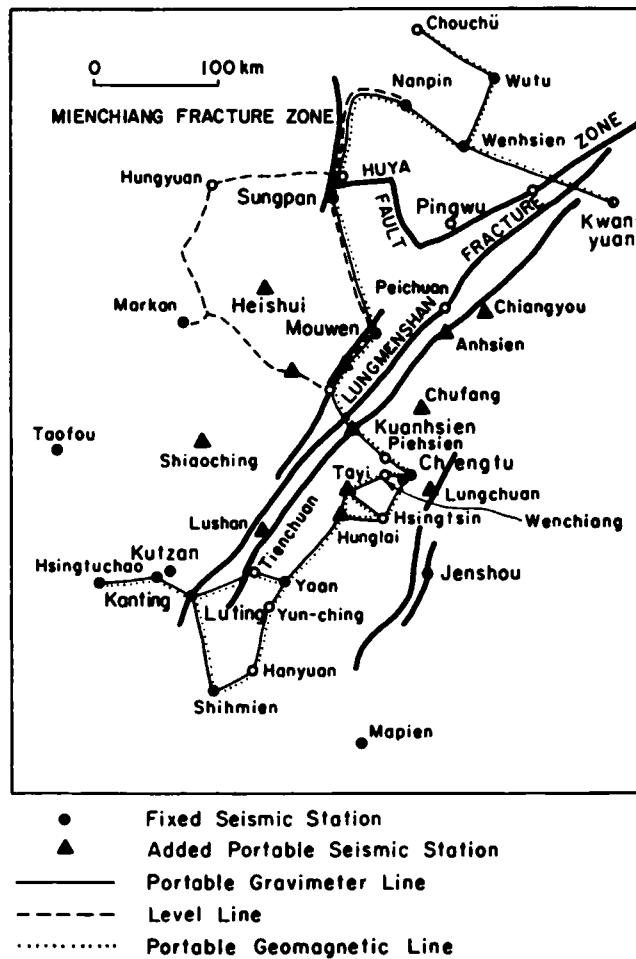 Chouchü
0 100 km
Nanpin
Wutu
MIENCHIANG FRACTURE ZONE
Wenhsien
ZONE
Hungyuan
HUYA
Sungpan
FAULT
Pingwu
FRACTURE
Kwan-
yuan
Heishui
Peichuan
Chiangyou
Markan
Mouwen
LUNGMENSHAN
Anhsien
Chufang
Kuanhsien
Taofou
Shiaoching
Piehsien
Chengtu
Tayi
Lungchuan
Lushan
Tienchuan
Hsingtsin
Wenchiang
Hunglai
Kutzan
Hsingtuchao
Jenshou
Kanting
Luting
Yaan
Yun-ching
Hanyuan
Shihmien
Mapien
Fixed Seismic Station
Added Portable Seismic Station
Portable Gravimeter Line
Level Line
Portable Geomagnetic Line